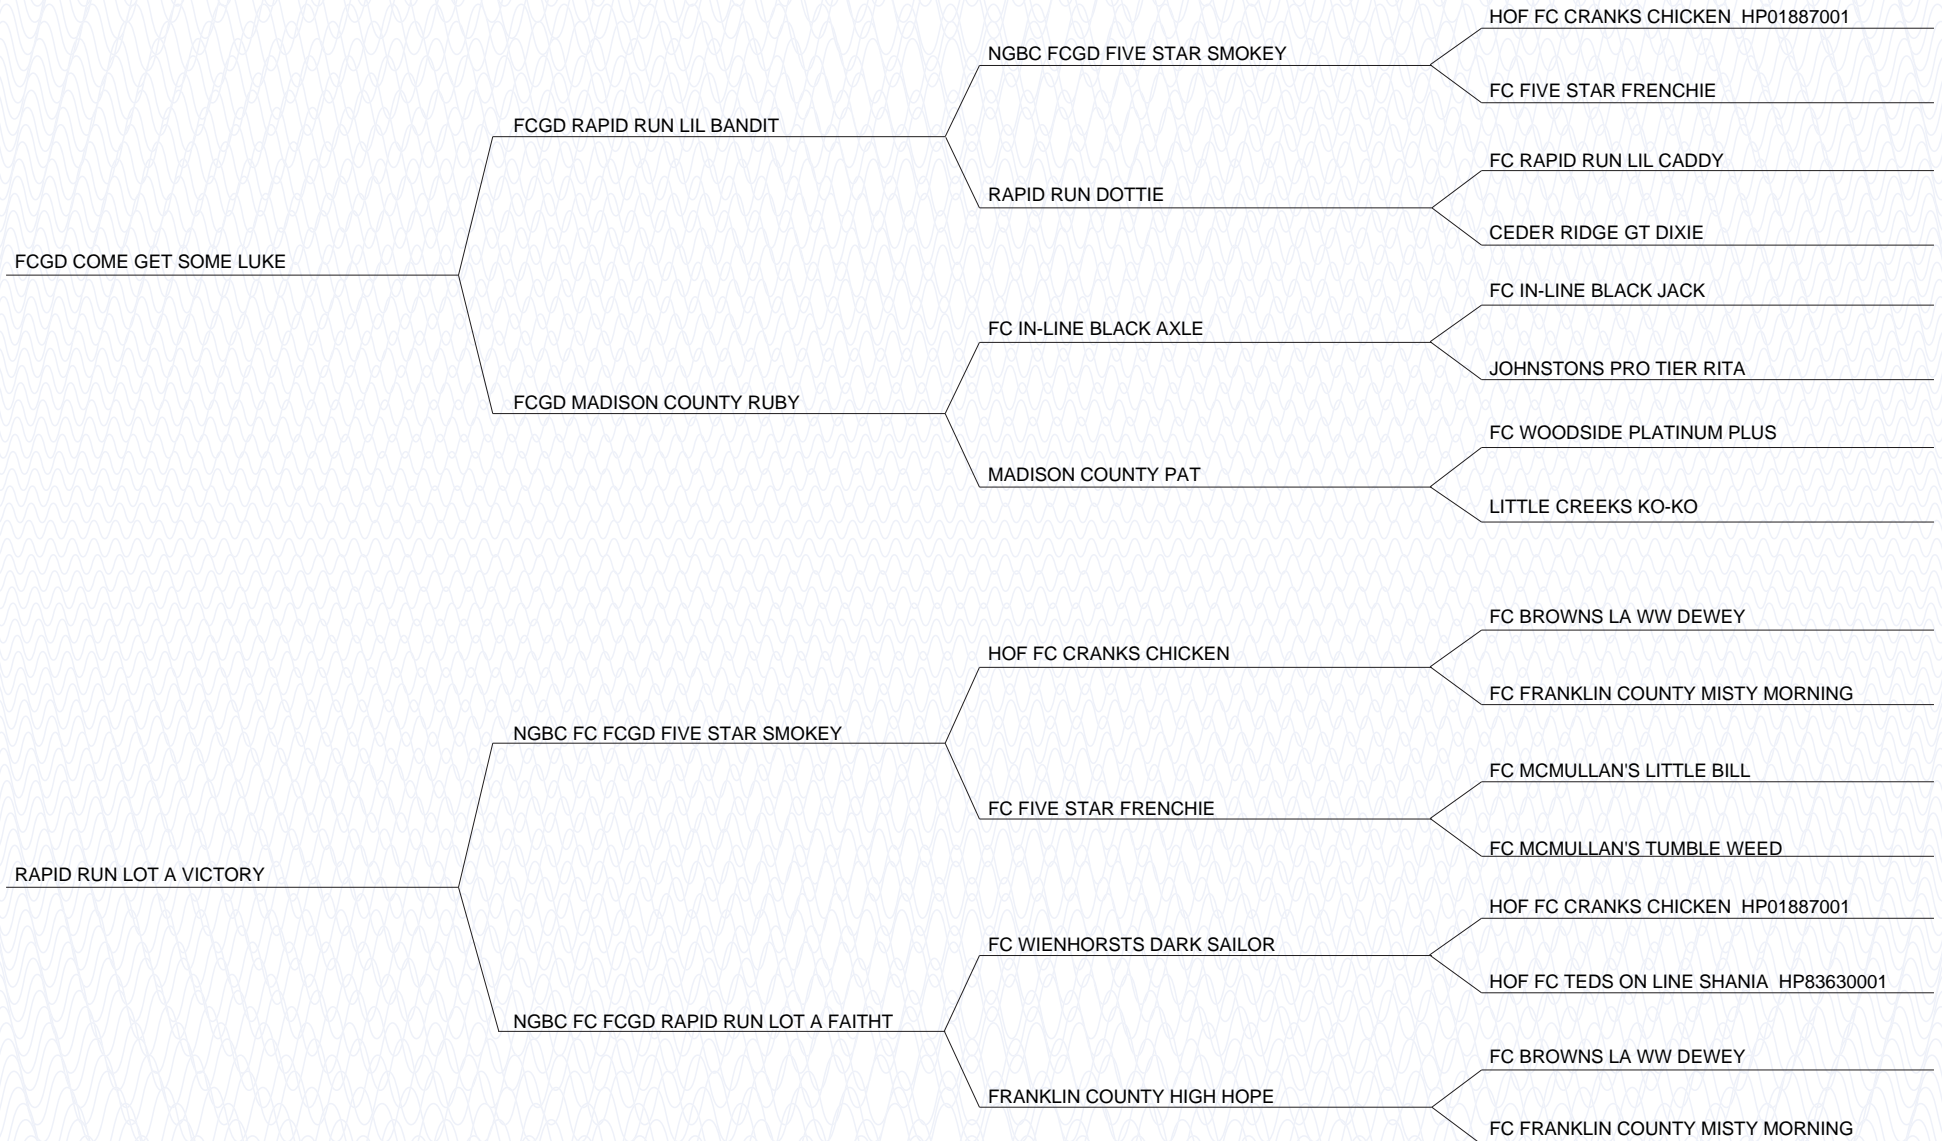 HOF FC CRANKS CHICKEN  HP01887001
NGBC FCGD FIVE STAR SMOKEY
FC FIVE STAR FRENCHIE
FCGD RAPID RUN LIL BANDIT
FC RAPID RUN LIL CADDY
RAPID RUN DOTTIE
CEDER RIDGE GT DIXIE
FCGD COME GET SOME LUKE
FC IN-LINE BLACK JACK
FC IN-LINE BLACK AXLE
JOHNSTONS PRO TIER RITA
FCGD MADISON COUNTY RUBY
FC WOODSIDE PLATINUM PLUS
MADISON COUNTY PAT
LITTLE CREEKS KO-KO
FC BROWNS LA WW DEWEY
HOF FC CRANKS CHICKEN
FC FRANKLIN COUNTY MISTY MORNING
NGBC FC FCGD FIVE STAR SMOKEY
FC MCMULLAN'S LITTLE BILL
FC FIVE STAR FRENCHIE
FC MCMULLAN'S TUMBLE WEED
RAPID RUN LOT A VICTORY
HOF FC CRANKS CHICKEN  HP01887001
FC WIENHORSTS DARK SAILOR
HOF FC TEDS ON LINE SHANIA  HP83630001
NGBC FC FCGD RAPID RUN LOT A FAITHT
FC BROWNS LA WW DEWEY
FRANKLIN COUNTY HIGH HOPE
FC FRANKLIN COUNTY MISTY MORNING